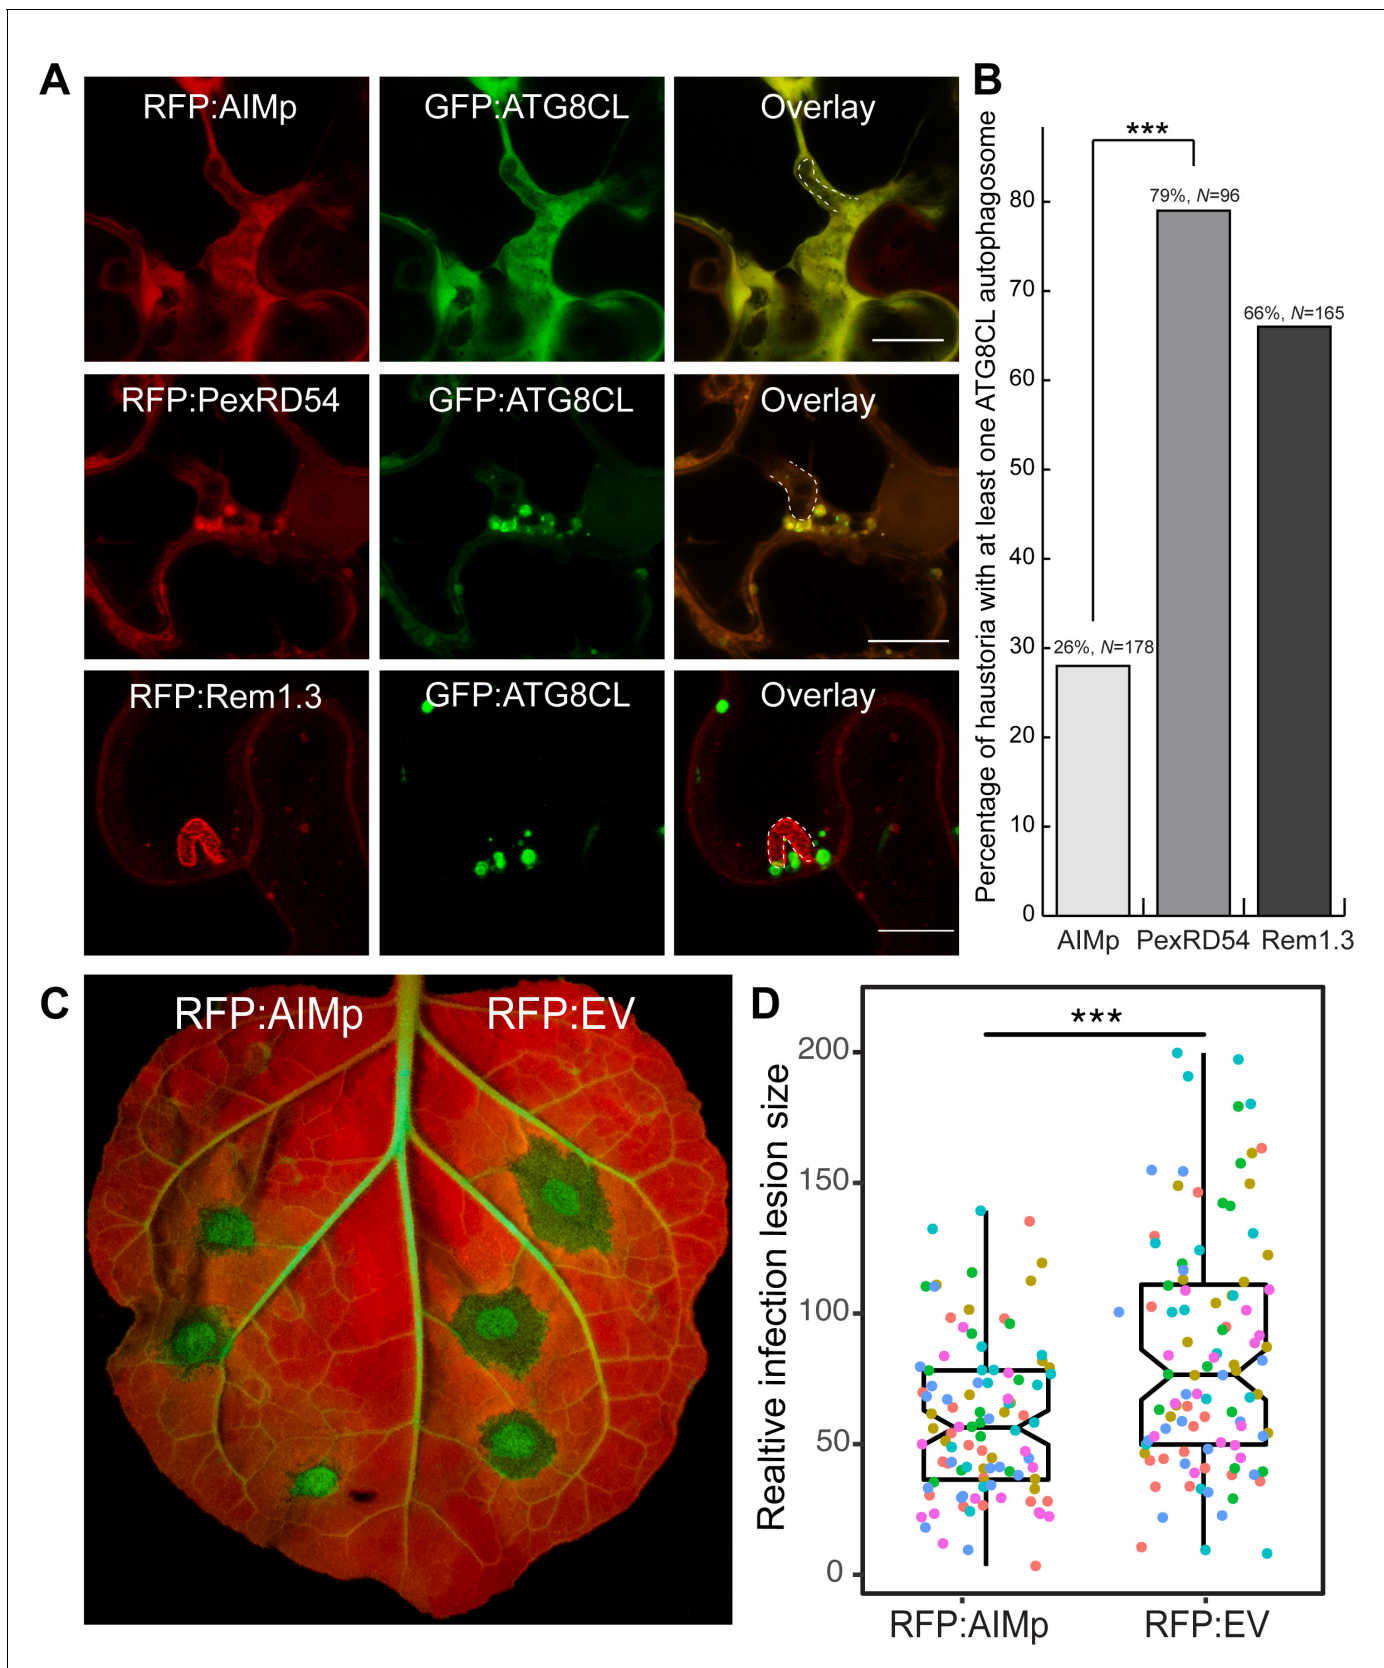 A
RFP:AIMp
GFP:ATG8CL
Overlay
RFP:PexRD54
GFP:ATG8CL
Overlay
RFP:Rem1.3
GFP:ATG8CL
Overlay
B
Percentage of haustoria with at least one ATG8CL autophagosome
80
70
60
50
40
30
20
10
0
***
26%, N=178
79%, N=96
66%, N=165
AIMp PexRD54 Rem1.3
C
RFP:AIMp
RFP:EV
D
Realtive infection lesion size
200
150
100
50
0
***
RFP:AIMp
RFP:EV